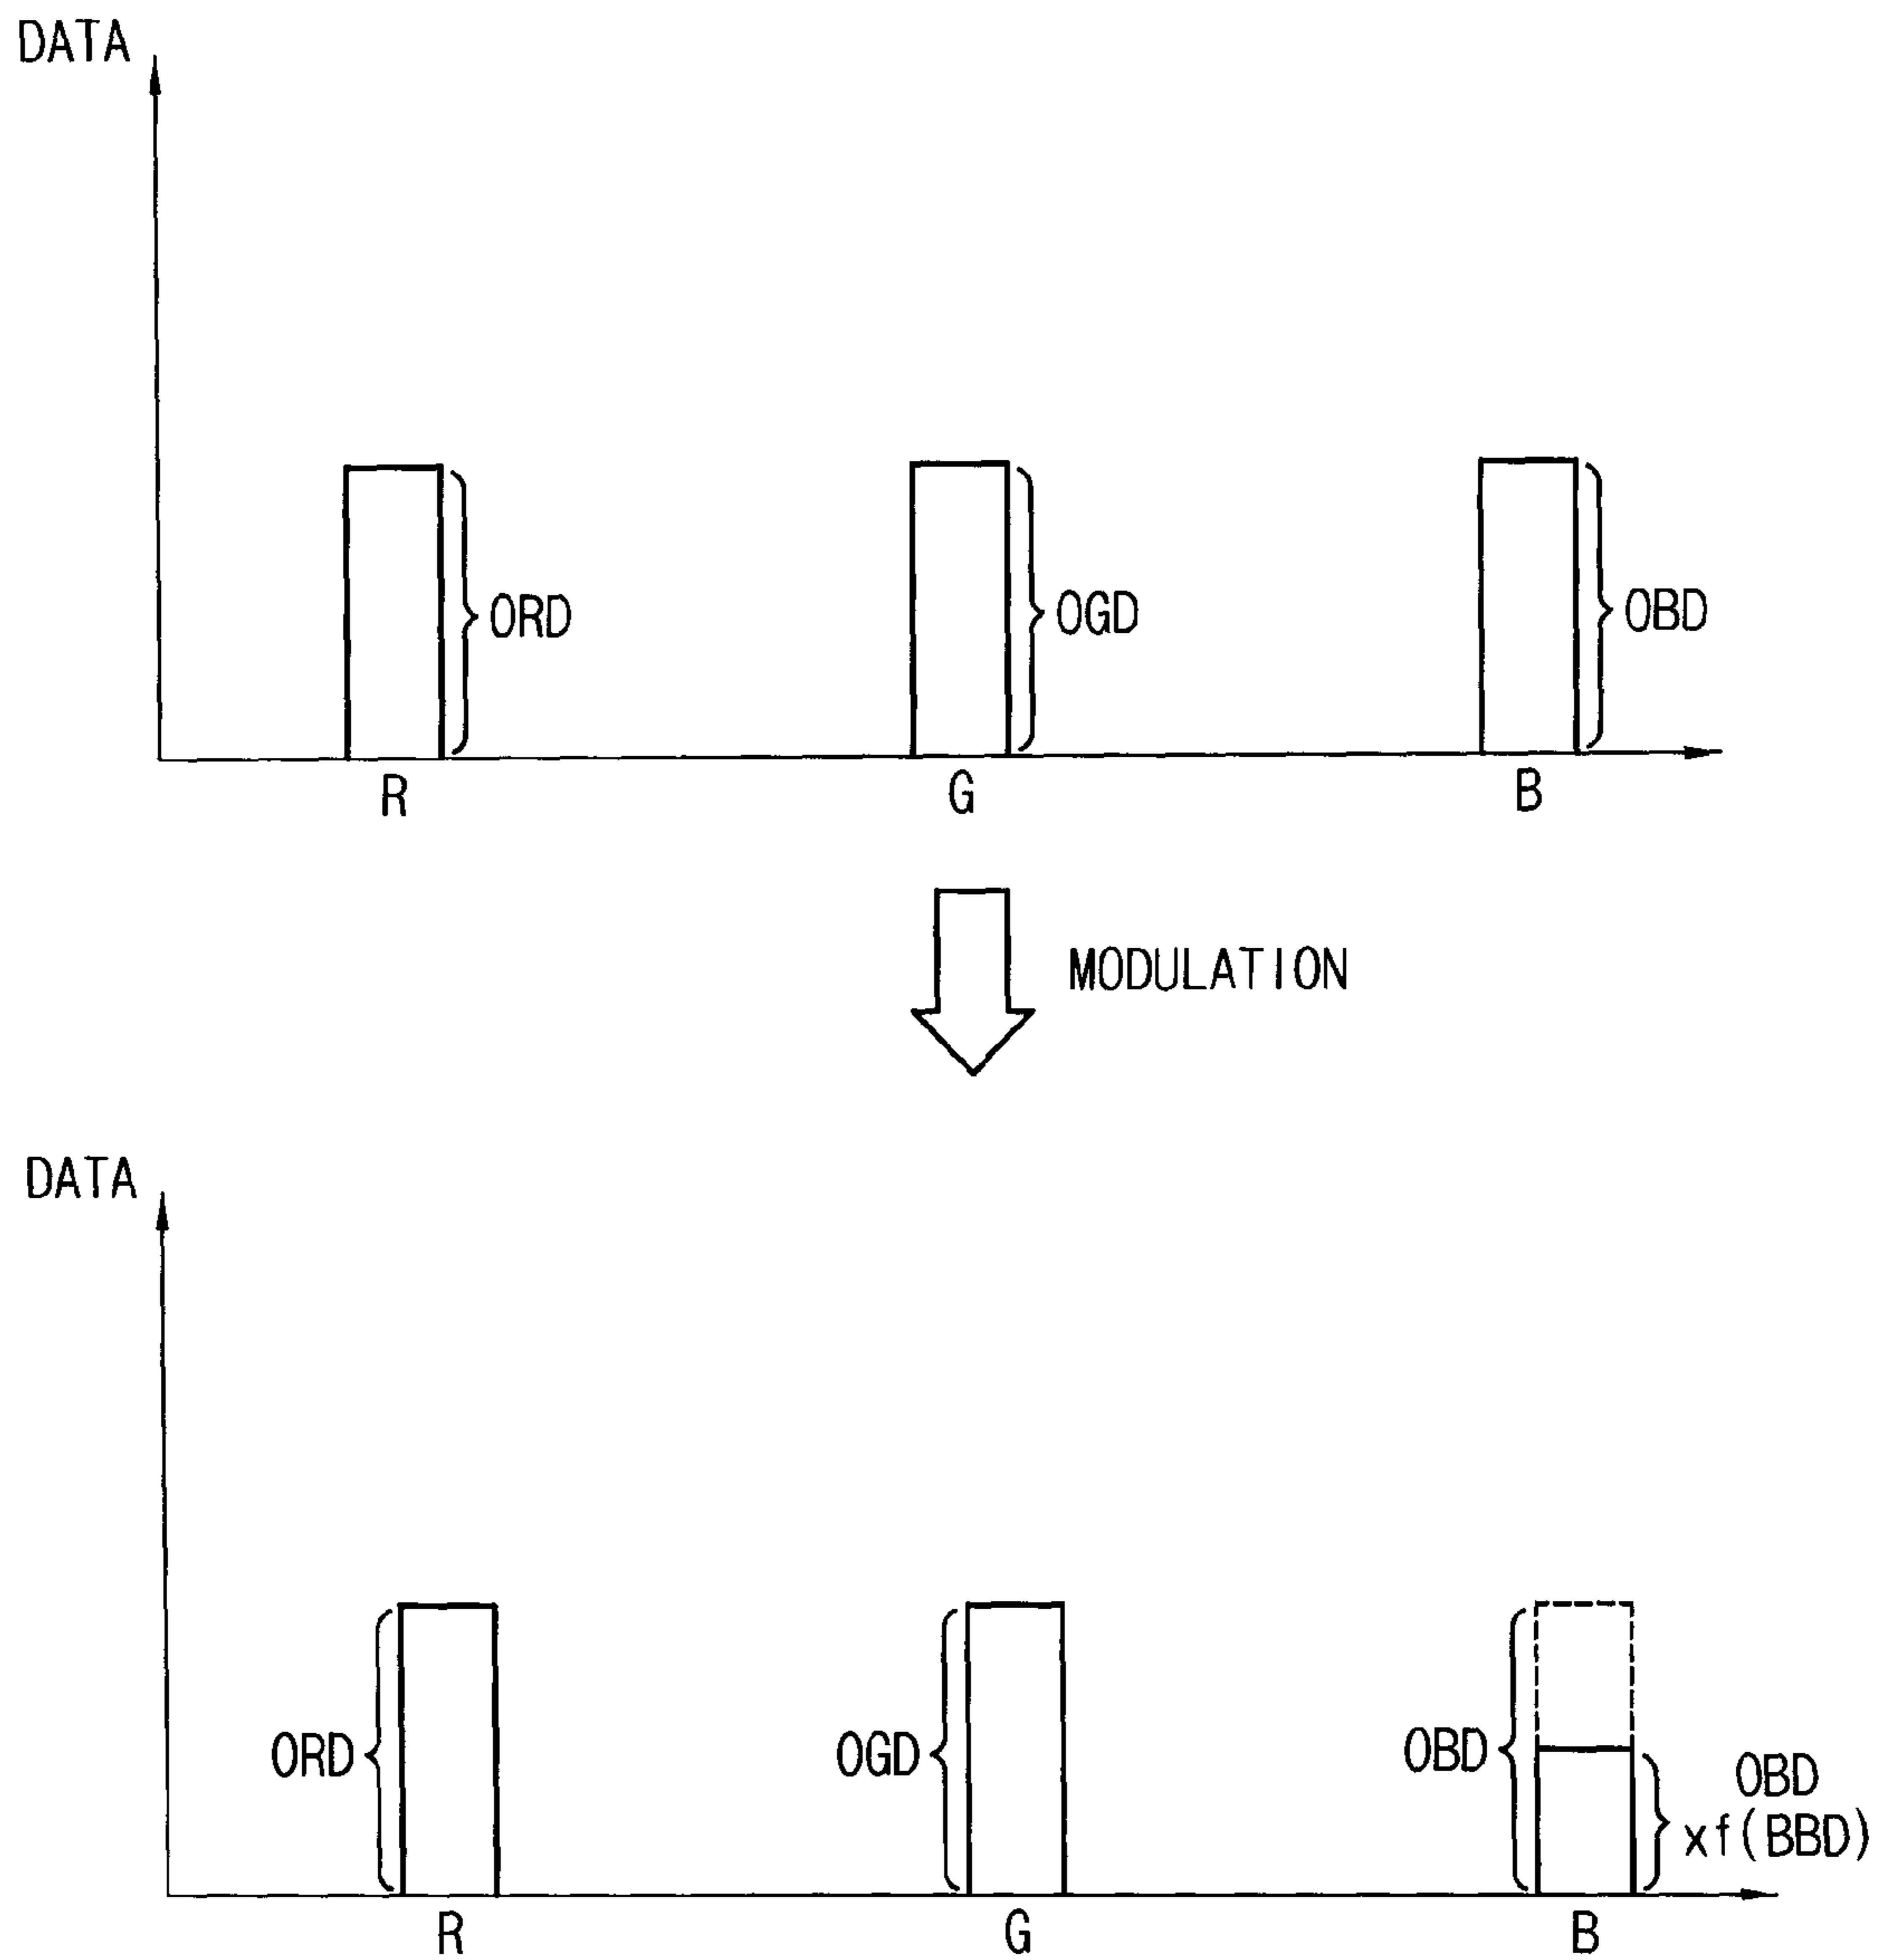 DATA
ORD
OGD
OBD
R
G
B
MODULATION
DATA
ORD
OGD
OBD
OBD
xf(BBD)
R
G
B